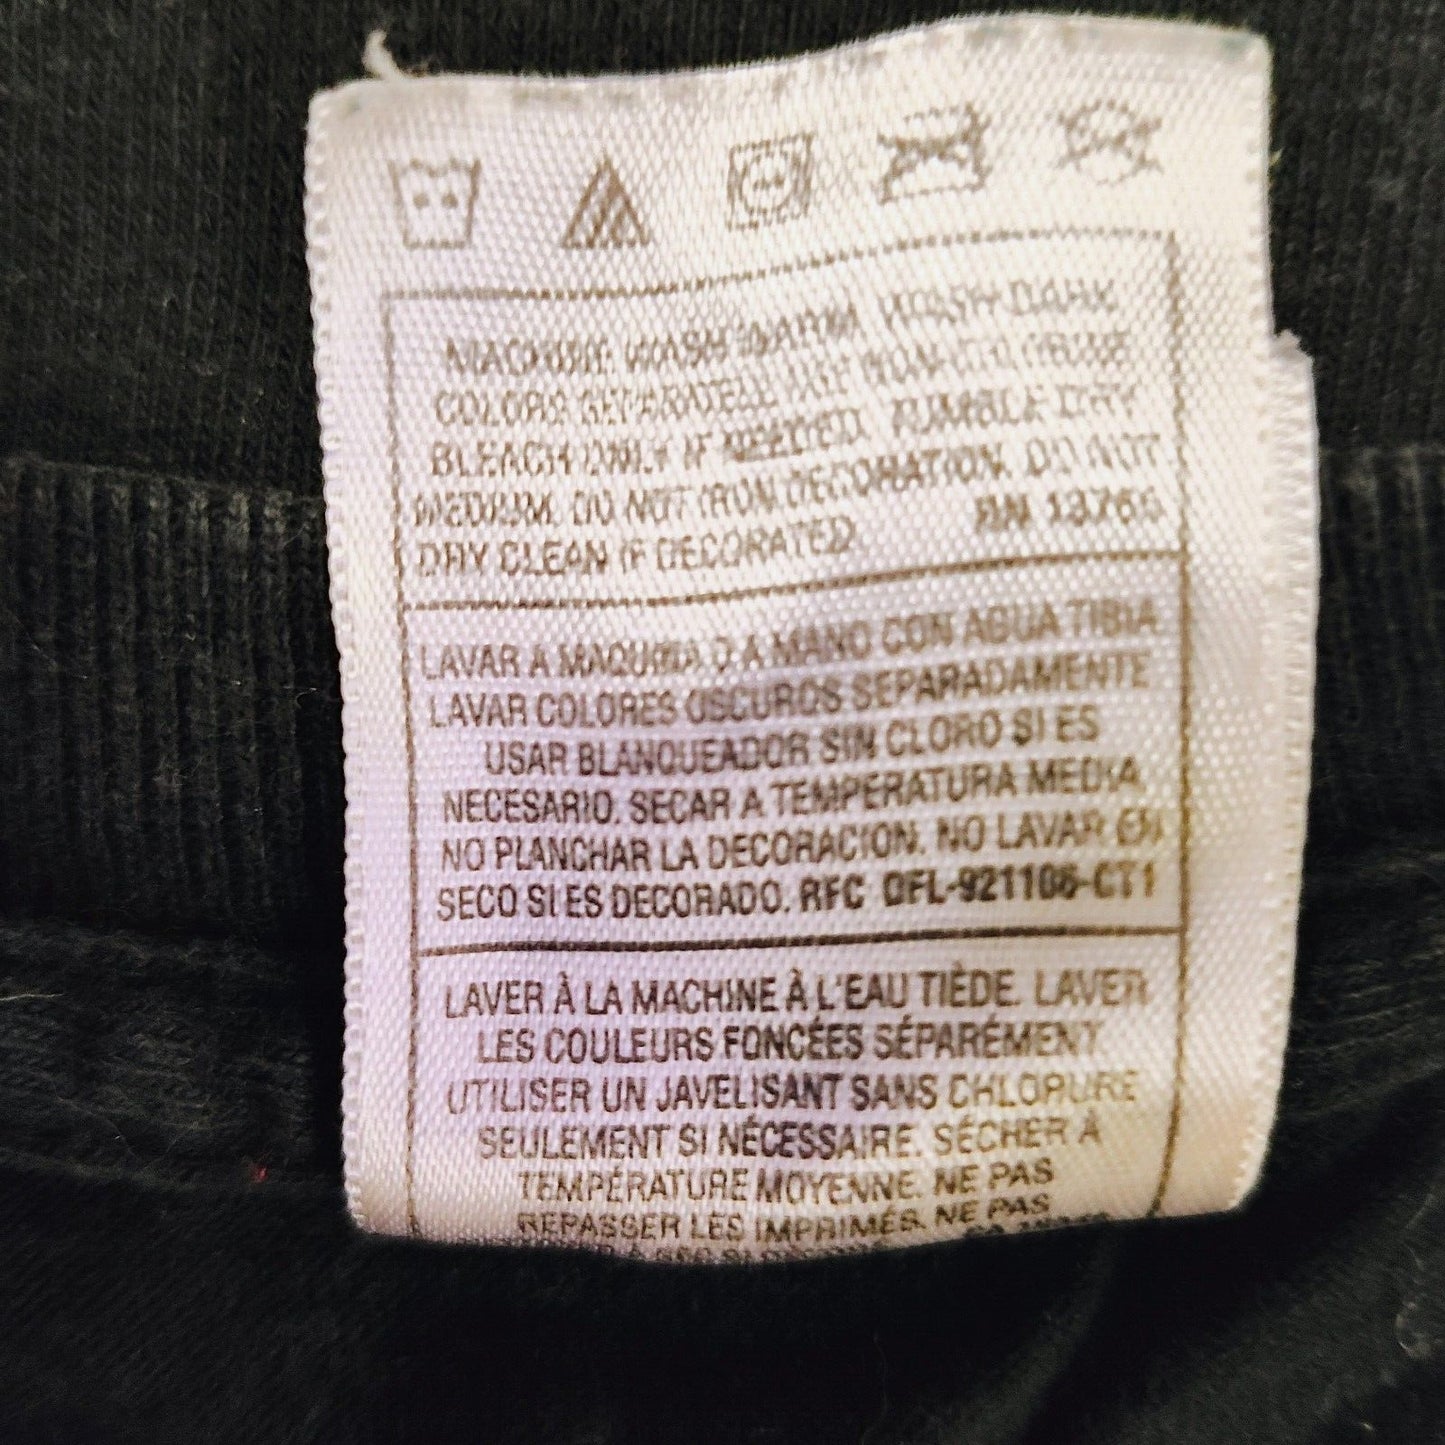 MACHINE WASH WARM. WASH DARK
COLORS SEPARATELY. USE NON-CHLORINE
BLEACH ONLY IF NEEDED. TUMBLE DRY
MEDIUM. DO NOT IRON DECORATION. DO NOT
DRY CLEAN IF DECORATED. RN 13765
LAVAR A MAQUINA O A MANO CON AGUA TIBIA
LAVAR COLORES OSCUROS SEPARADAMENTE
USAR BLANQUEADOR SIN CLORO SI ES
NECESARIO. SECAR A TEMPERATURA MEDIA
NO PLANCHAR LA DECORACION. NO LAVAR EN
SECO SI ES DECORADO. RFC DFL-921106-CT1
LAVER À LA MACHINE À L'EAU TIÈDE. LAVER
LES COULEURS FONCÉES SÉPARÉMENT
UTILISER UN JAVELISANT SANS CHLORURE
SEULEMENT SI NÉCESSAIRE. SÉCHER À
TEMPÉRATURE MOYENNE. NE PAS
REPASSER LES IMPRIMÉS. NE PAS